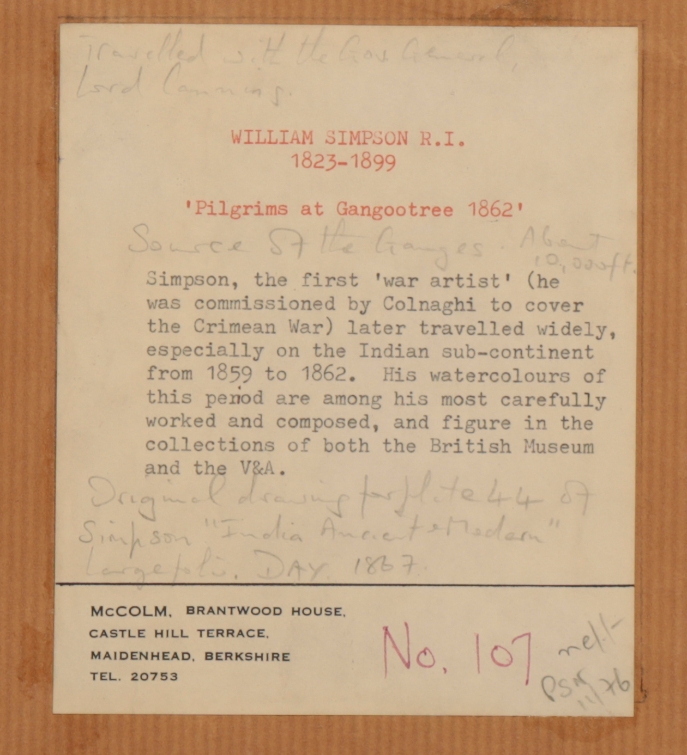 Travelled with the Gov General,
Lord Canning.
WILLIAM SIMPSON R.I.
1823-1899
'Pilgrims at Gangootree 1862'
Source of the Ganges. About
10,000ft.
Simpson, the first 'war artist' (he
was commissioned by Colnaghi to cover
the Crimean War) later travelled widely,
especially on the Indian sub-continent
from 1859 to 1862. His watercolours of
this period are among his most carefully
worked and composed, and figure in the
collections of both the British Museum
and the V&A.
Original drawing for plate 44 of
Simpson "India Ancient & Modern"
Large folio. DAY. 1867.
McCOLM, BRANTWOOD HOUSE,
CASTLE HILL TERRACE,
MAIDENHEAD, BERKSHIRE
TEL. 20753
No. 107